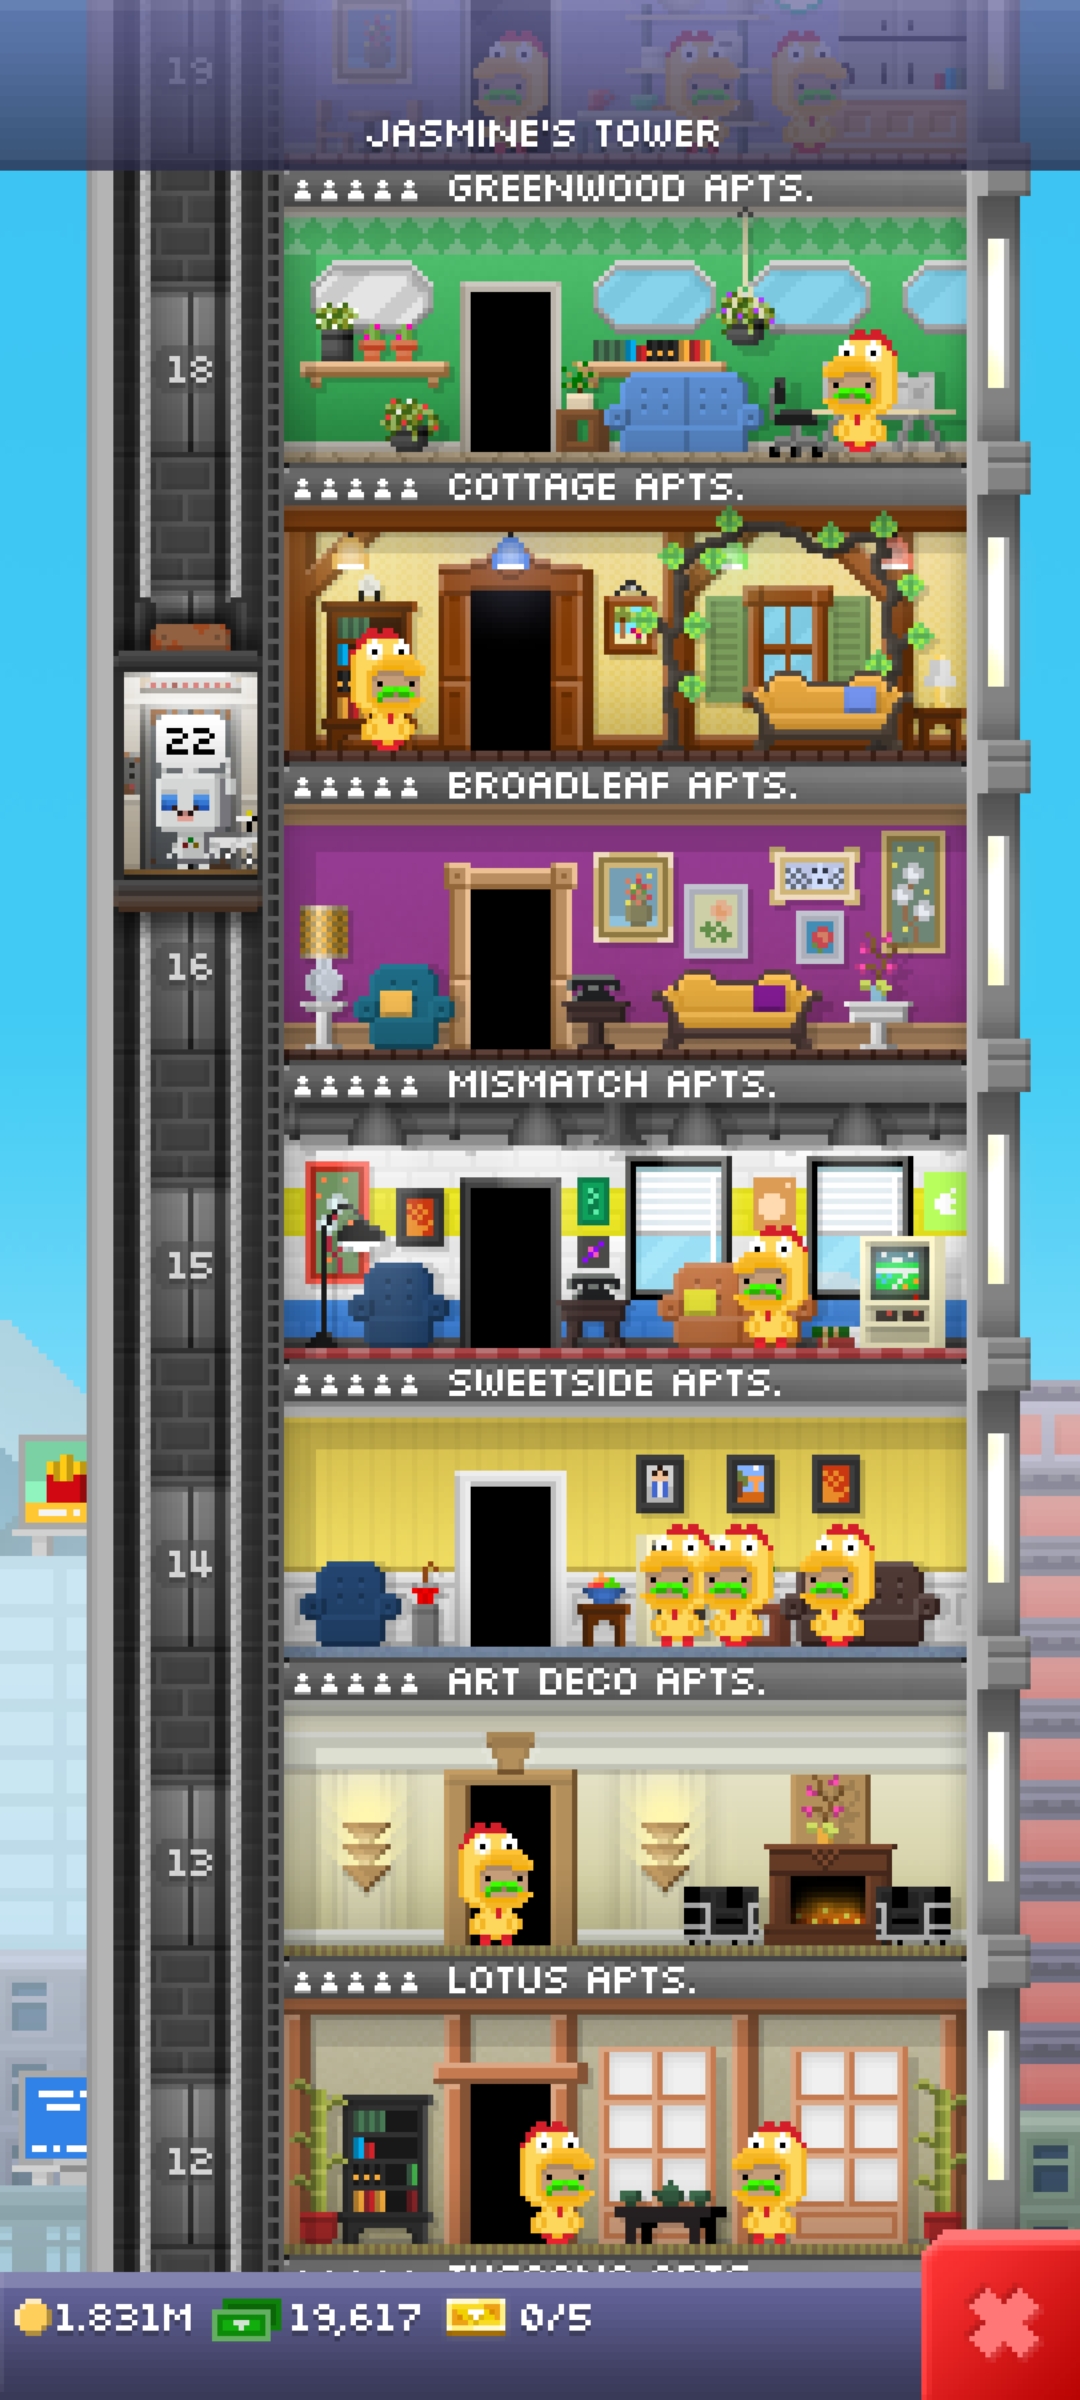 19
JASMINE'S TOWER
GREENWOOD APTS.
18
COTTAGE APTS.
22
BROADLEAF APTS.
16
MISMATCH APTS.
15
SWEETSIDE APTS.
14
ART DECO APTS.
13
LOTUS APTS.
12
1.831M 19,617 0/5